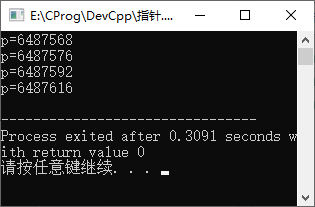 E:\CProg\DevCpp\指针....
p=6487568
p=6487576
p=6487592
p=6487616
--------------------------------
Process exited after 0.3091 seconds w
ith return value 0
请按任意键继续. . .